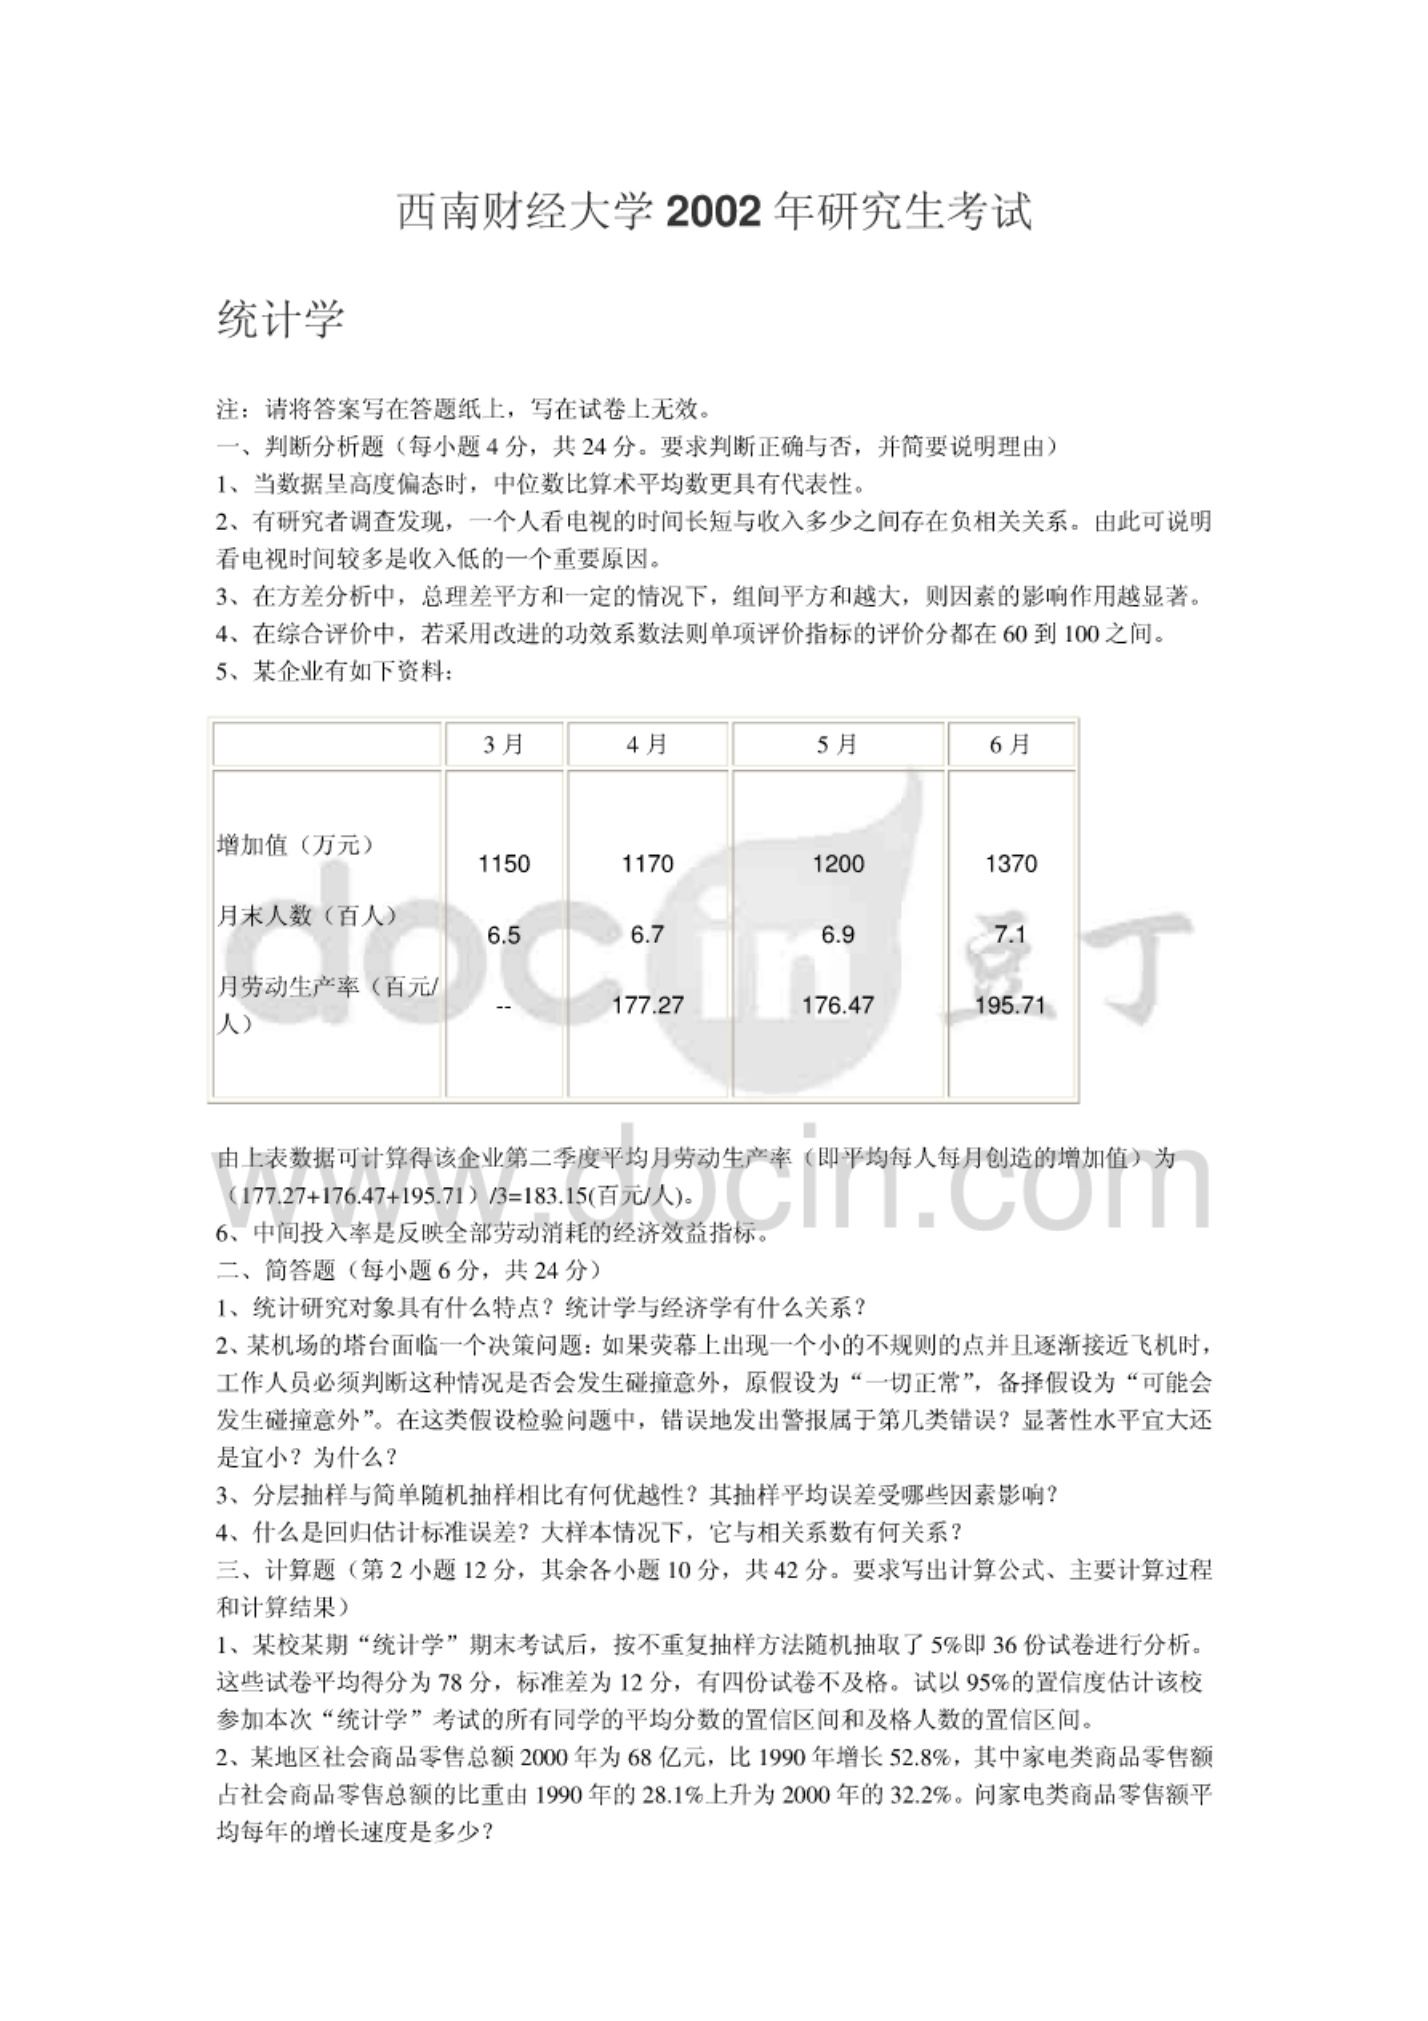 西南财经大学 2002 年研究生考试
统计学
注：请将答案写在答题纸上，写在试卷上无效。
一、判断分析题（每小题 4 分，共 24 分。要求判断正确与否，并简要说明理由）
1、当数据呈高度偏态时，中位数比算术平均数更具有代表性。
2、有研究者调查发现，一个人看电视的时间长短与收入多少之间存在负相关关系。由此可说明
看电视时间较多是收入低的一个重要原因。
3、在方差分析中，总理差平方和一定的情况下，组间平方和越大，则因素的影响作用越显著。
4、在综合评价中，若采用改进的功效系数法则单项评价指标的评价分都在 60 到 100 之间。
5、某企业有如下资料：
3 月 4 月 5 月 6 月
增加值（万元） 1150 1170 1200 1370
月末人数（百人） 6.5 6.7 6.9 7.1
月劳动生产率（百元/
人） -- 177.27 176.47 195.71
docin 豆丁
www.docin.com
由上表数据可计算得该企业第二季度平均月劳动生产率（即平均每人每月创造的增加值）为
（177.27+176.47+195.71）/3=183.15(百元/人)。
6、中间投入率是反映全部劳动消耗的经济效益指标。
二、简答题（每小题 6 分，共 24 分）
1、统计研究对象具有什么特点？统计学与经济学有什么关系？
2、某机场的塔台面临一个决策问题：如果荧幕上出现一个小的不规则的点并且逐渐接近飞机时，
工作人员必须判断这种情况是否会发生碰撞意外，原假设为“一切正常”，备择假设为“可能会
发生碰撞意外”。在这类假设检验问题中，错误地发出警报属于第几类错误？显著性水平宜大还
是宜小？为什么？
3、分层抽样与简单随机抽样相比有何优越性？其抽样平均误差受哪些因素影响？
4、什么是回归估计标准误差？大样本情况下，它与相关系数有何关系？
三、计算题（第 2 小题 12 分，其余各小题 10 分，共 42 分。要求写出计算公式、主要计算过程
和计算结果）
1、某校某期“统计学”期末考试后，按不重复抽样方法随机抽取了 5%即 36 份试卷进行分析。
这些试卷平均得分为 78 分，标准差为 12 分，有四份试卷不及格。试以 95%的置信度估计该校
参加本次“统计学”考试的所有同学的平均分数的置信区间和及格人数的置信区间。
2、某地区社会商品零售总额 2000 年为 68 亿元，比 1990 年增长 52.8%，其中家电类商品零售额
占社会商品零售总额的比重由 1990 年的 28.1%上升为 2000 年的 32.2%。问家电类商品零售额平
均每年的增长速度是多少？